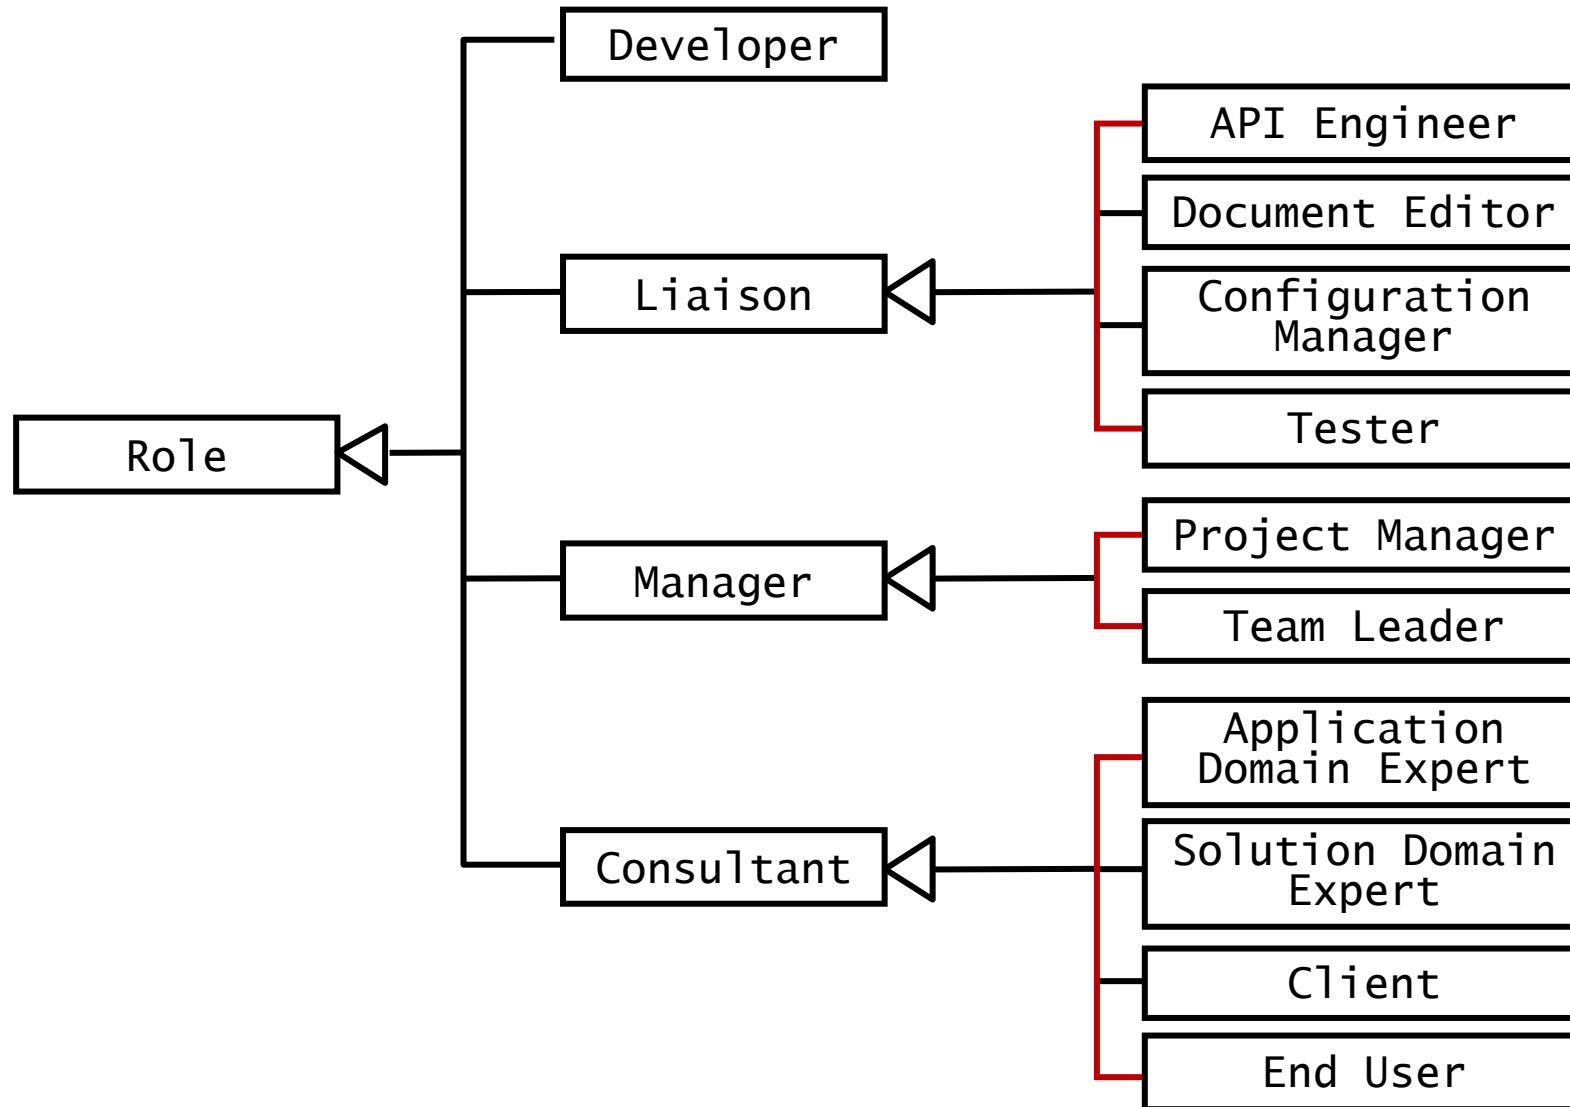 Developer
API Engineer
Document Editor
Liaison
Configuration
Manager
Tester
Role
Project Manager
Manager
Team Leader
Application
Domain Expert
Consultant
Solution Domain
Expert
Client
End User